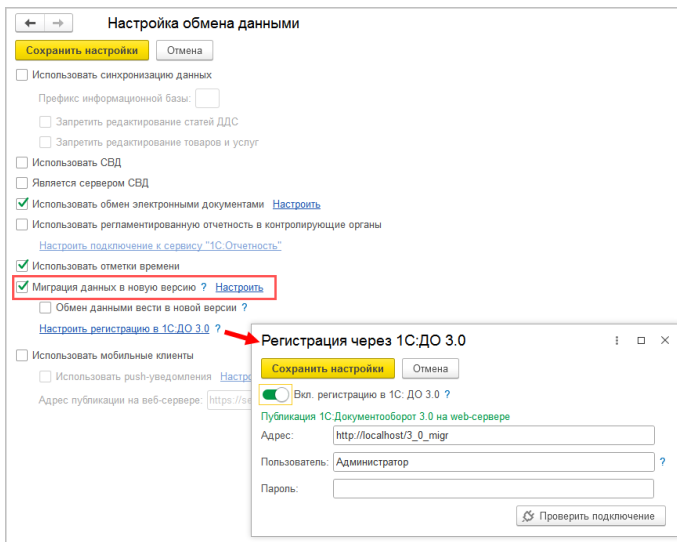 Настройка обмена данными
Сохранить настройки Отмена
Использовать синхронизацию данных
Префикс информационной базы:
Запретить редактирование статей ДДС
Запретить редактирование товаров и услуг
Использовать СВД
Является сервером СВД
Использовать обмен электронными документами Настроить
Использовать регламентированную отчетность в контролирующие органы
Настроить подключение к сервису "1С:Отчетность"
Использовать отметки времени
Миграция данных в новую версию ? Настроить
Обмен данными вести в новой версии ?
Настроить регистрацию в 1С:ДО 3.0 ?
Использовать мобильные клиенты
Использовать push-уведомления
Адрес публикации на веб-сервере: https://se
Регистрация через 1С:ДО 3.0
Сохранить настройки Отмена
Вкл. регистрацию в 1С: ДО 3.0 ?
Публикация 1С:Документооборот 3.0 на web-сервере
Адрес: http://localhost/3_0_migr
Пользователь: Администратор ?
Пароль:
Проверить подключение